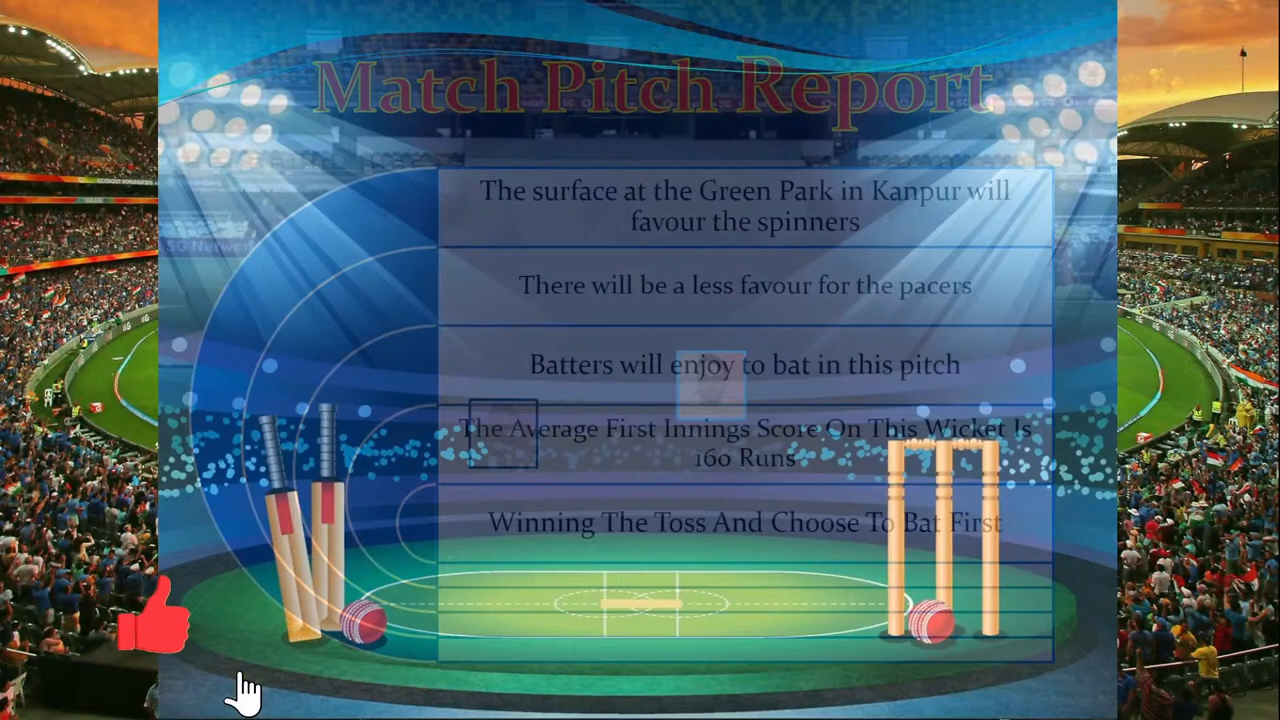 Match Pitch Report
The surface at the Green Park in Kanpur will
favour the spinners
There will be a less favour for the pacers
Batters will enjoy to bat in this pitch
The Average First Innings Score On This Wicket Is
160 Runs
Winning The Toss And Choose To Bat First